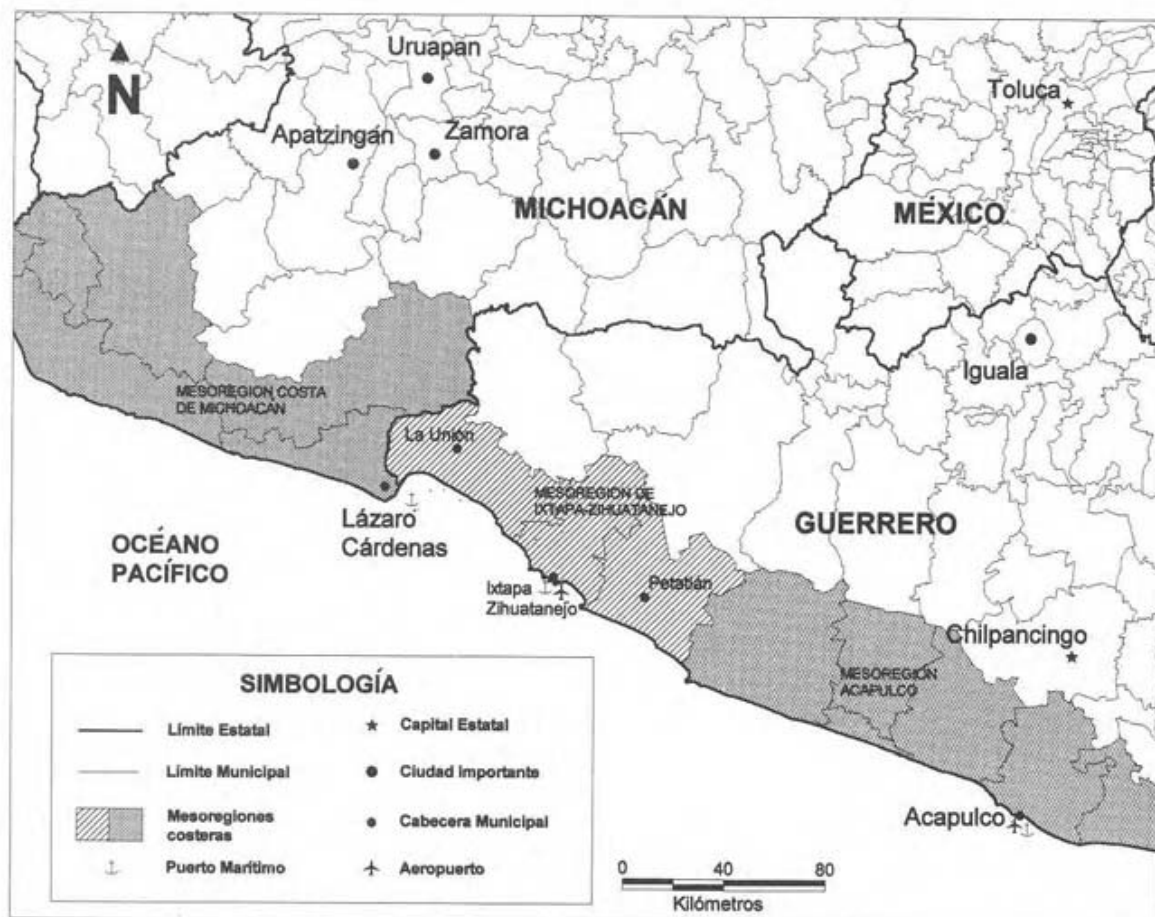 N
Uruapan
Toluca
Apatzingán
Zamora
MICHOACÁN
MÉXICO
Iguala
MESOREGION COSTA
DE MICHOACÁN
La Unión
MESOREGION DE
IXTAPA-ZIHUATANEJO
Lázaro
Cárdenas
GUERRERO
OCÉANO
PACÍFICO
Ixtapa
Zihuatanejo
Petatlán
Chilpancingo
MESOREGIÓN
ACAPULCO
Acapulco
SIMBOLOGÍA
Límite Estatal
Capital Estatal
Límite Municipal
Ciudad importante
Mesoregiones
costeras
Cabecera Municipal
Puerto Marítimo
Aeropuerto
0 40 80
Kilómetros